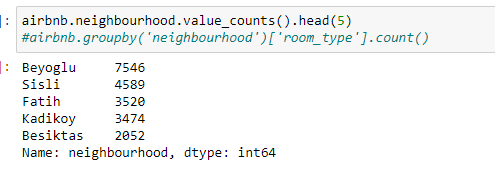 ]: airbnb.neighbourhood.value_counts().head(5)
#airbnb.groupby('neighbourhood')['room_type'].count()
]: Beyoglu 7546
Sisli 4589
Fatih 3520
Kadikoy 3474
Besiktas 2052
Name: neighbourhood, dtype: int64